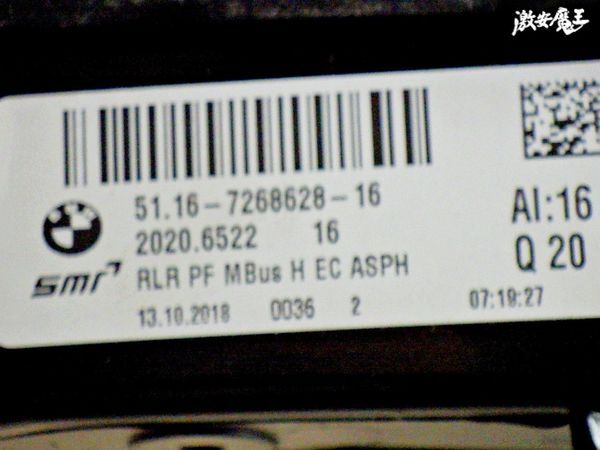 激安魔王
51.16-7268628-16
2020.6522 16
AI:16
Q 20
smr
RLR PF MBus H EC ASPH
13.10.2018 0036 2 07:19:27